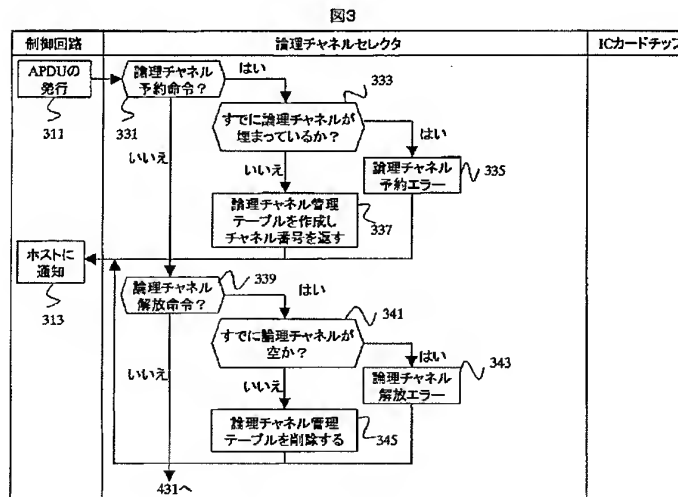 図3
制御回路
論理チャネルセレクタ
ICカードチップ
APDUの
発行
311
論理チャネル
予約命令?
331
はい
333
すでに論理チャネルが
埋まっているか?
はい
いいえ
いいえ
論理チャネル
予約エラー
335
論理チャネル管理
テーブルを作成し
チャネル番号を返す
337
ホストに
通知
313
論理チャネル
解放命令?
339
はい
341
すでに論理チャネルが
空か?
はい
いいえ
いいえ
論理チャネル
解放エラー
343
論理チャネル管理
テーブルを削除する
345
431へ